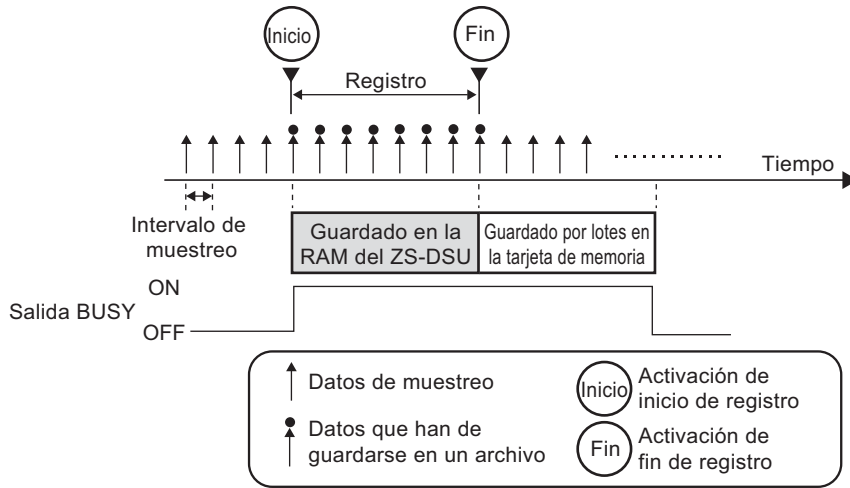 Inicio
Fin
Registro
Tiempo
Intervalo de
muestreo
Guardado en la
RAM del ZS-DSU
Guardado por lotes en
la tarjeta de memoria
ON
Salida BUSY
OFF
Datos de muestreo
Datos que han de
guardarse en un archivo
Inicio
Activación de
inicio de registro
Fin
Activación de
fin de registro